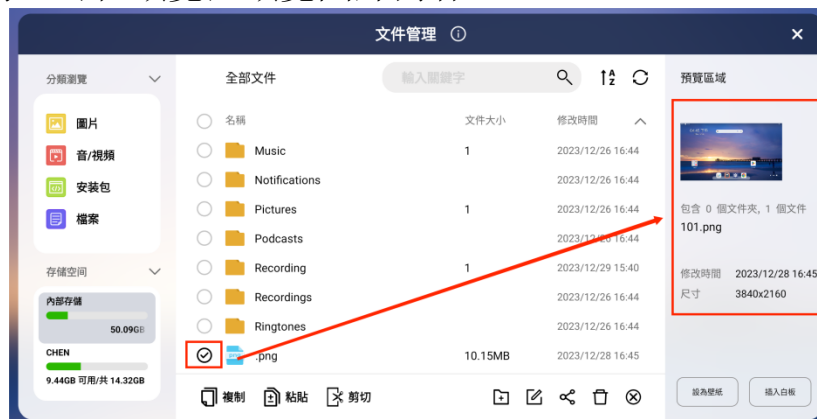 文件管理
分類瀏覽
圖片
音/視頻
安装包
檔案
存儲空间
內部存儲
50.09GB
CHEN
9.44GB 可用/共 14.32GB
全部文件
輸入關鍵字
名稱 文件大小 修改時間
Music 1 2023/12/26 16:44
Notifications 2023/12/26 16:44
Pictures 1 2023/12/26 16:44
Podcasts 2023/12/26 16:44
Recording 1 2023/12/29 15:40
Recordings 2023/12/26 16:44
Ringtones 2023/12/26 16:44
.png 10.15MB 2023/12/28 16:45
複制 粘貼 剪切
預覽區域
包含 0 個文件夾, 1 個文件
101.png
修改時間 2023/12/28 16:45
尺寸 3840x2160
設為壁紙 插入白板